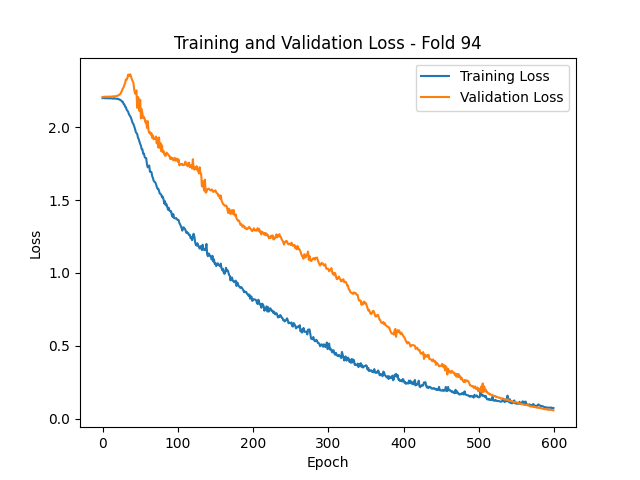 Training and Validation Loss - Fold 94
Training Loss
Validation Loss
2.0
1.5
1.0
0.5
0.0
Loss
0 100 200 300 400 500 600
Epoch